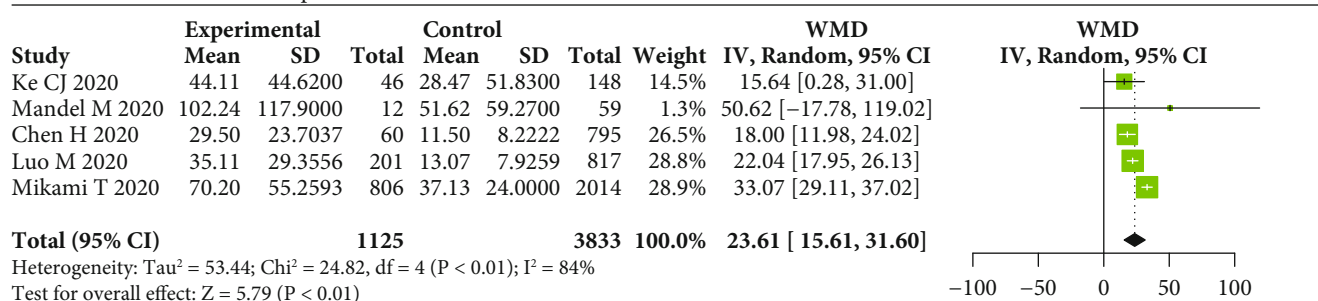 Experimental Control WMD WMD
Study Mean SD Total Mean SD Total Weight IV, Random, 95% CI IV, Random, 95% CI
Ke CJ 2020 44.11 44.6200 46 28.47 51.8300 148 14.5% 15.64 [0.28, 31.00]
Mandel M 2020 102.24 117.9000 12 51.62 59.2700 59 1.3% 50.62 [−17.78, 119.02]
Chen H 2020 29.50 23.7037 60 11.50 8.2222 795 26.5% 18.00 [11.98, 24.02]
Luo M 2020 35.11 29.3556 201 13.07 7.9259 817 28.8% 22.04 [17.95, 26.13]
Mikami T 2020 70.20 55.2593 806 37.13 24.0000 2014 28.9% 33.07 [29.11, 37.02]
Total (95% CI) 1125 3833 100.0% 23.61 [ 15.61, 31.60]
Heterogeneity: Tau² = 53.44; Chi² = 24.82, df = 4 (P < 0.01); I² = 84%
Test for overall effect: Z = 5.79 (P < 0.01)
−100 −50 0 50 100